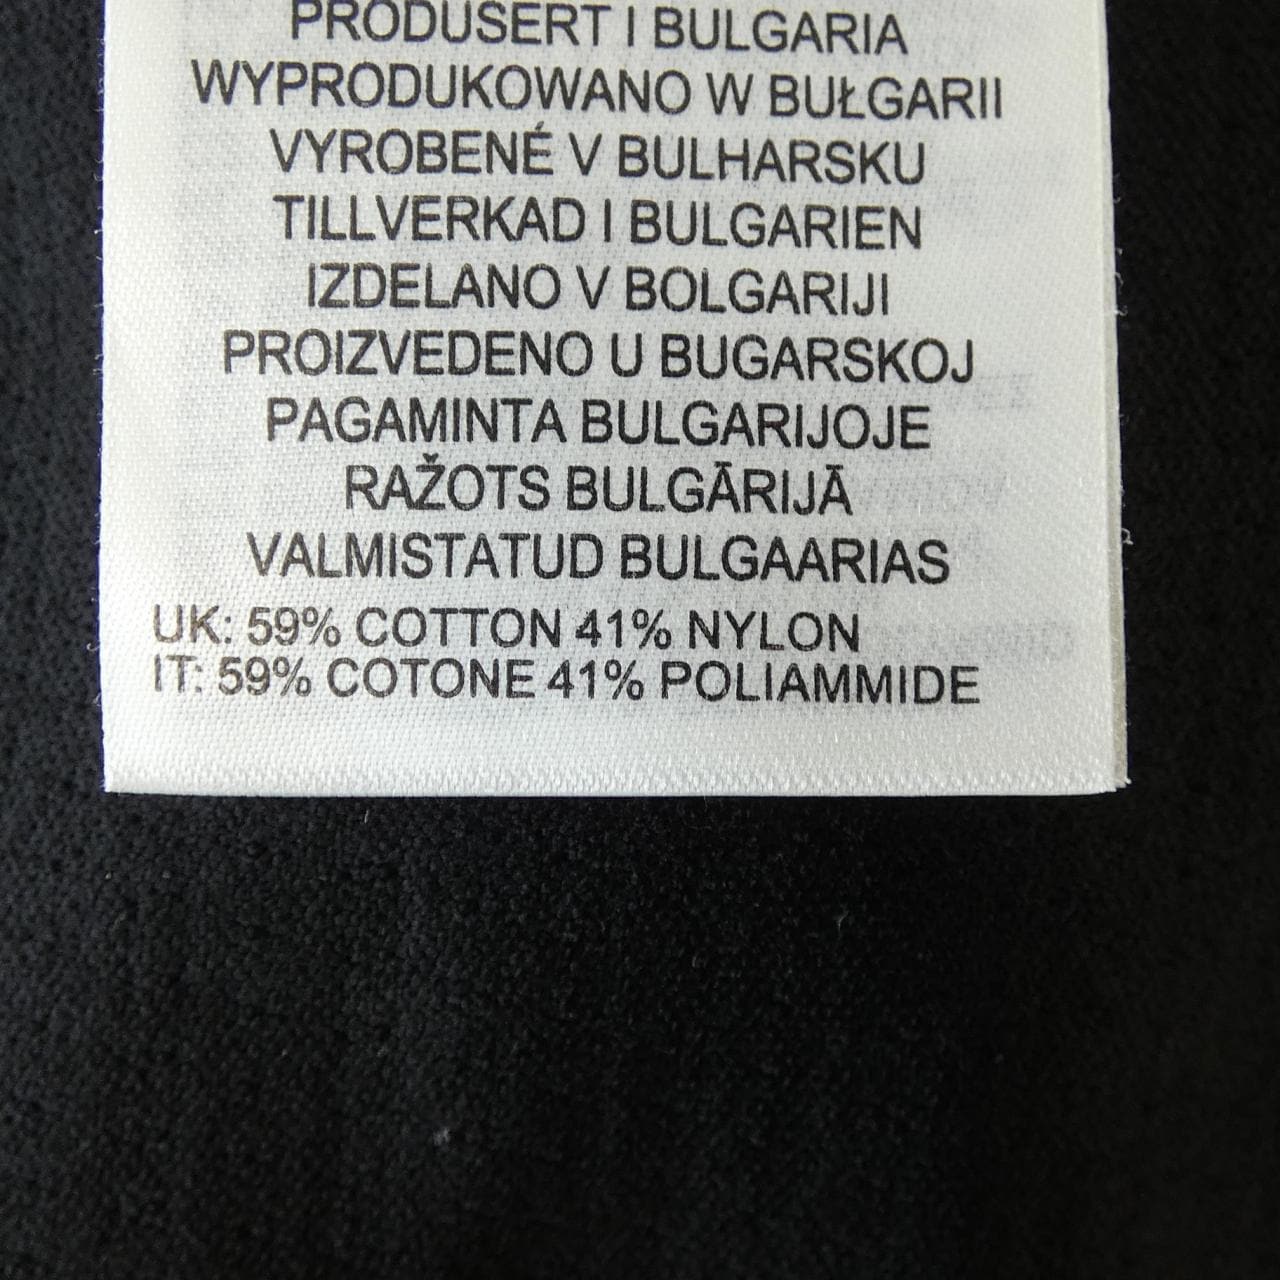 PRODUSERT I BULGARIA
WYPRODUKOWANO W BUŁGARII
VYROBENÉ V BULHARSKU
TILLVERKAD I BULGARIEN
IZDELANO V BOLGARIJI
PROIZVEDENO U BUGARSKOJ
PAGAMINTA BULGARIJOJE
RAŽOTS BULGĀRIJĀ
VALMISTATUD BULGAARIAS
UK: 59% COTTON 41% NYLON
IT: 59% COTONE 41% POLIAMMIDE